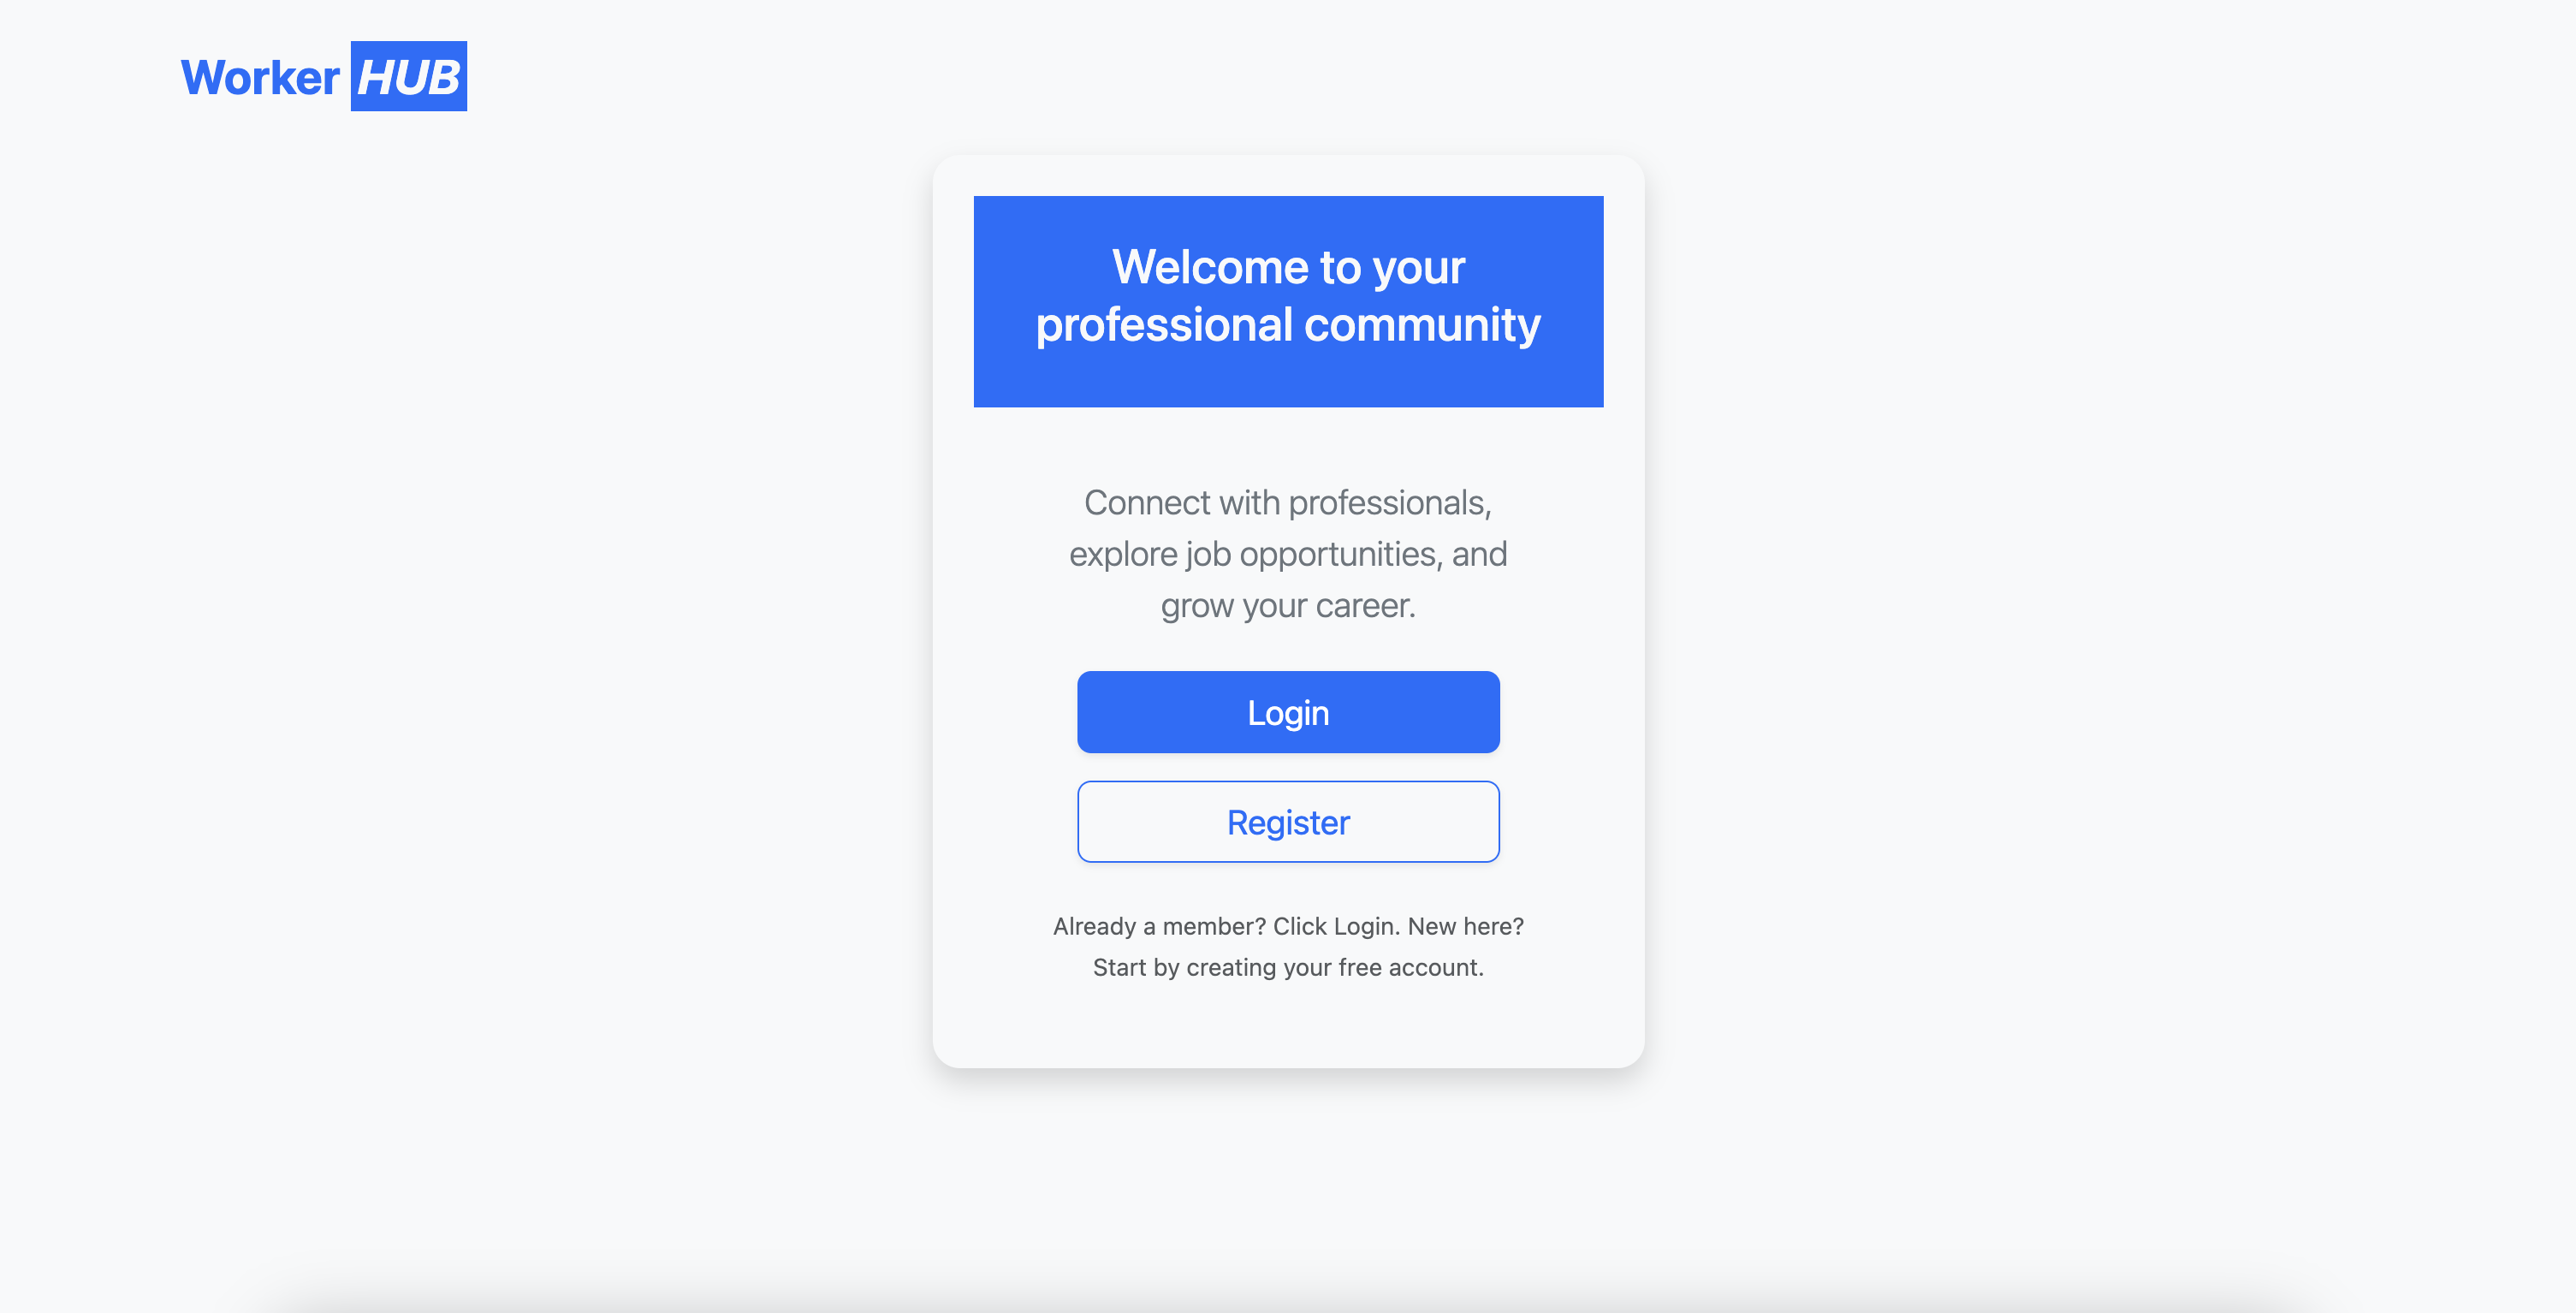 Worker HUB
Welcome to your
professional community
Connect with professionals,
explore job opportunities, and
grow your career.
Login
Register
Already a member? Click Login. New here?
Start by creating your free account.